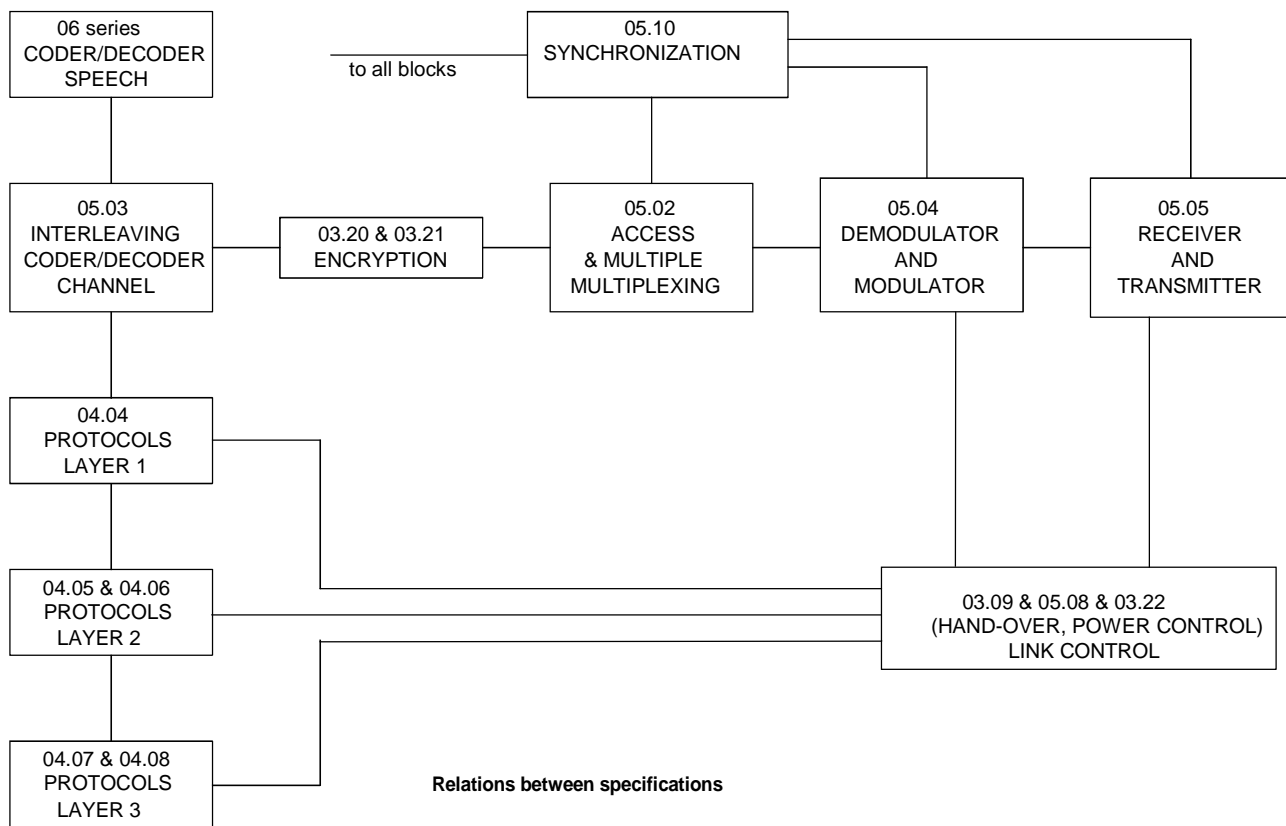 06 series
CODER/DECODER
SPEECH
to all blocks
05.10
SYNCHRONIZATION
05.03
INTERLEAVING
CODER/DECODER
CHANNEL
03.20 & 03.21
ENCRYPTION
05.02
ACCESS
& MULTIPLE
MULTIPLEXING
05.04
DEMODULATOR
AND
MODULATOR
05.05
RECEIVER
AND
TRANSMITTER
04.04
PROTOCOLS
LAYER 1
04.05 & 04.06
PROTOCOLS
LAYER 2
03.09 & 05.08 & 03.22
(HAND-OVER, POWER CONTROL)
LINK CONTROL
04.07 & 04.08
PROTOCOLS
LAYER 3
Relations between specifications